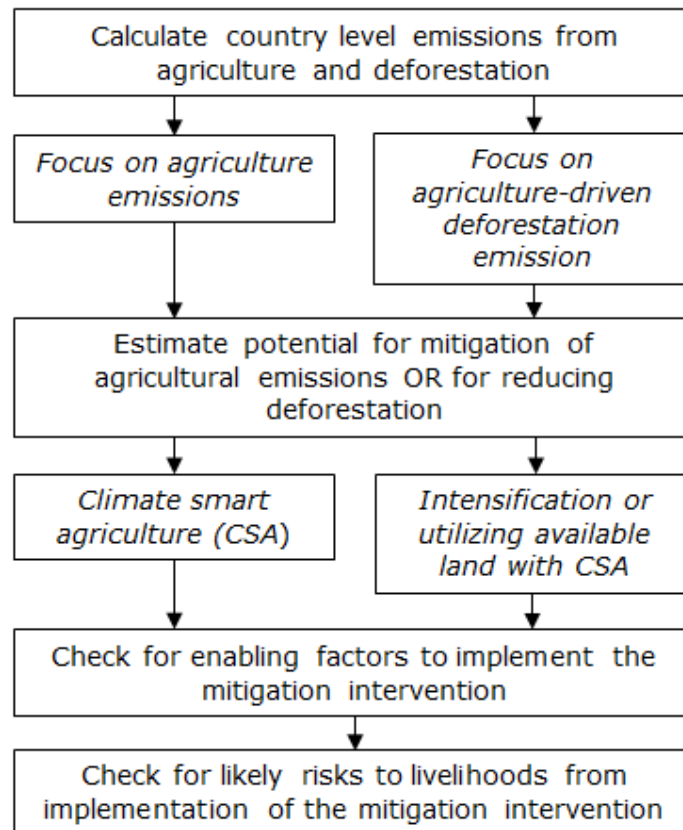 Calculate country level emissions from
agriculture and deforestation
Focus on agriculture
emissions
Focus on
agriculture-driven
deforestation
emission
Estimate potential for mitigation of
agricultural emissions OR for reducing
deforestation
Climate smart
agriculture (CSA)
Intensification or
utilizing available
land with CSA
Check for enabling factors to implement the
mitigation intervention
Check for likely risks to livelihoods from
implementation of the mitigation intervention